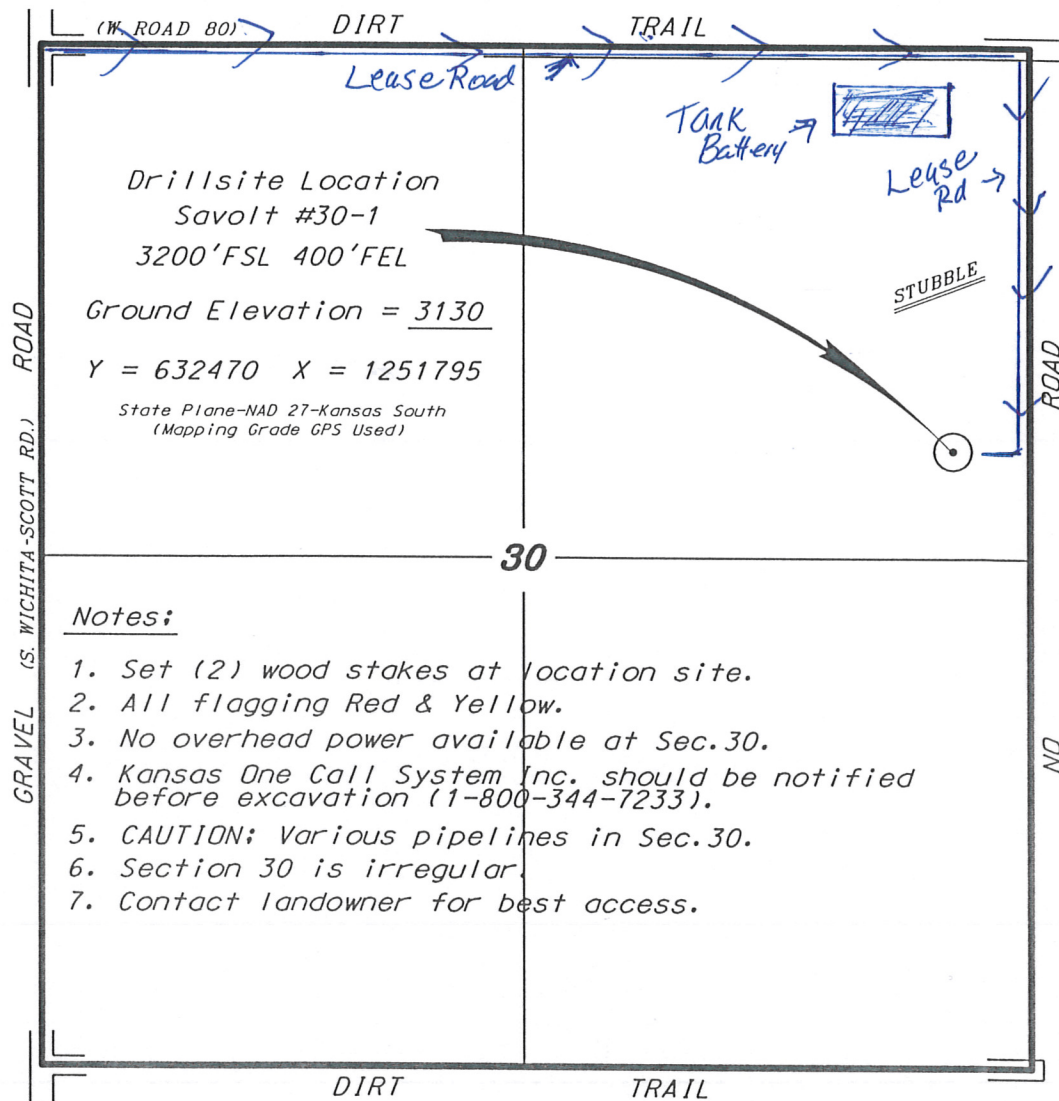 (W. ROAD 80) DIRT TRAIL
Lease Road
Tank
Battery
Lease
Rd
Drillsite Location
Savolt #30-1
3200'FSL 400'FEL
Ground Elevation = 3130
Y = 632470 X = 1251795
State Plane-NAD 27-Kansas South
(Mapping Grade GPS Used)
STUBBLE
GRAVEL (S. WICHITA-SCOTT RD.) ROAD
NO ROAD
30
Notes:
1. Set (2) wood stakes at location site.
2. All flagging Red & Yellow.
3. No overhead power available at Sec.30.
4. Kansas One Call System Inc. should be notified
before excavation (1-800-344-7233).
5. CAUTION: Various pipelines in Sec.30.
6. Section 30 is irregular.
7. Contact landowner for best access.
DIRT TRAIL